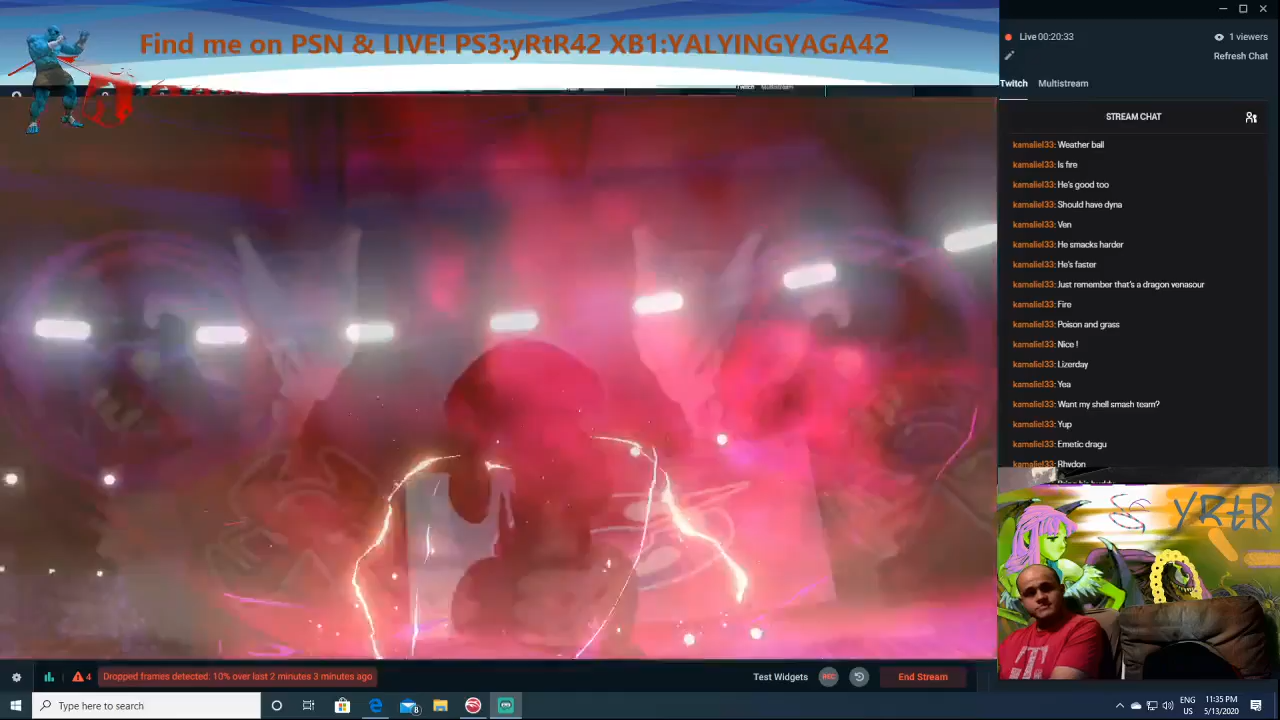 Find me on PSN & LIVE! PS3:yRtR42 XB1:YALYINGYAGA42
Live 00:20:33
1 viewers
Refresh Chat
Twitch
Multistream
STREAM CHAT
kamaliel33: Weather ball
kamaliel33: Is fire
kamaliel33: He's good too
kamaliel33: Should have dyna
kamaliel33: Ven
kamaliel33: He smacks harder
kamaliel33: He's faster
kamaliel33: Just remember that's a dragon venasour
kamaliel33: Fire
kamaliel33: Poison and grass
kamaliel33: Nice !
kamaliel33: Lizerday
kamaliel33: Yea
kamaliel33: Want my shell smash team?
kamaliel33: Yup
kamaliel33: Emetic dragu
kamaliel33: Rhydon
yRtR
4
Dropped frames detected. 10% over last 2 minutes 3 minutes ago
Test Widgets
REC
End Stream
Type here to search
8
ENG
US
11:35 PM
5/13/2020